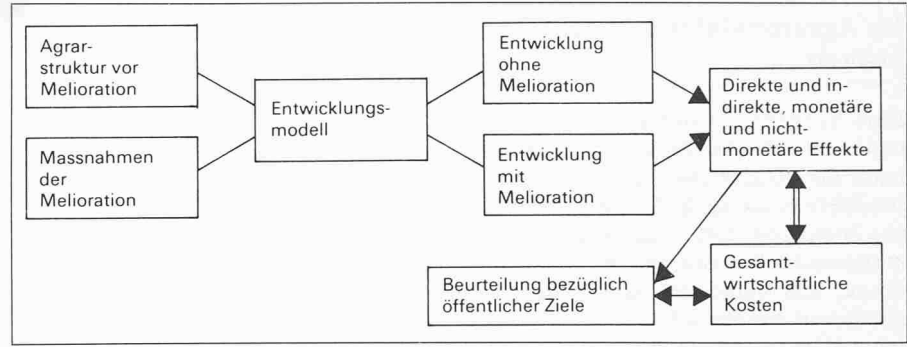 Agrar-
struktur vor
Melioration
Massnahmen
der
Melioration
Entwicklungs-
modell
Entwicklung
ohne
Melioration
Entwicklung
mit
Melioration
Direkte und in-
direkte, monetäre
und nicht-
monetäre Effekte
Beurteilung bezüglich
öffentlicher Ziele
Gesamt-
wirtschaftliche
Kosten